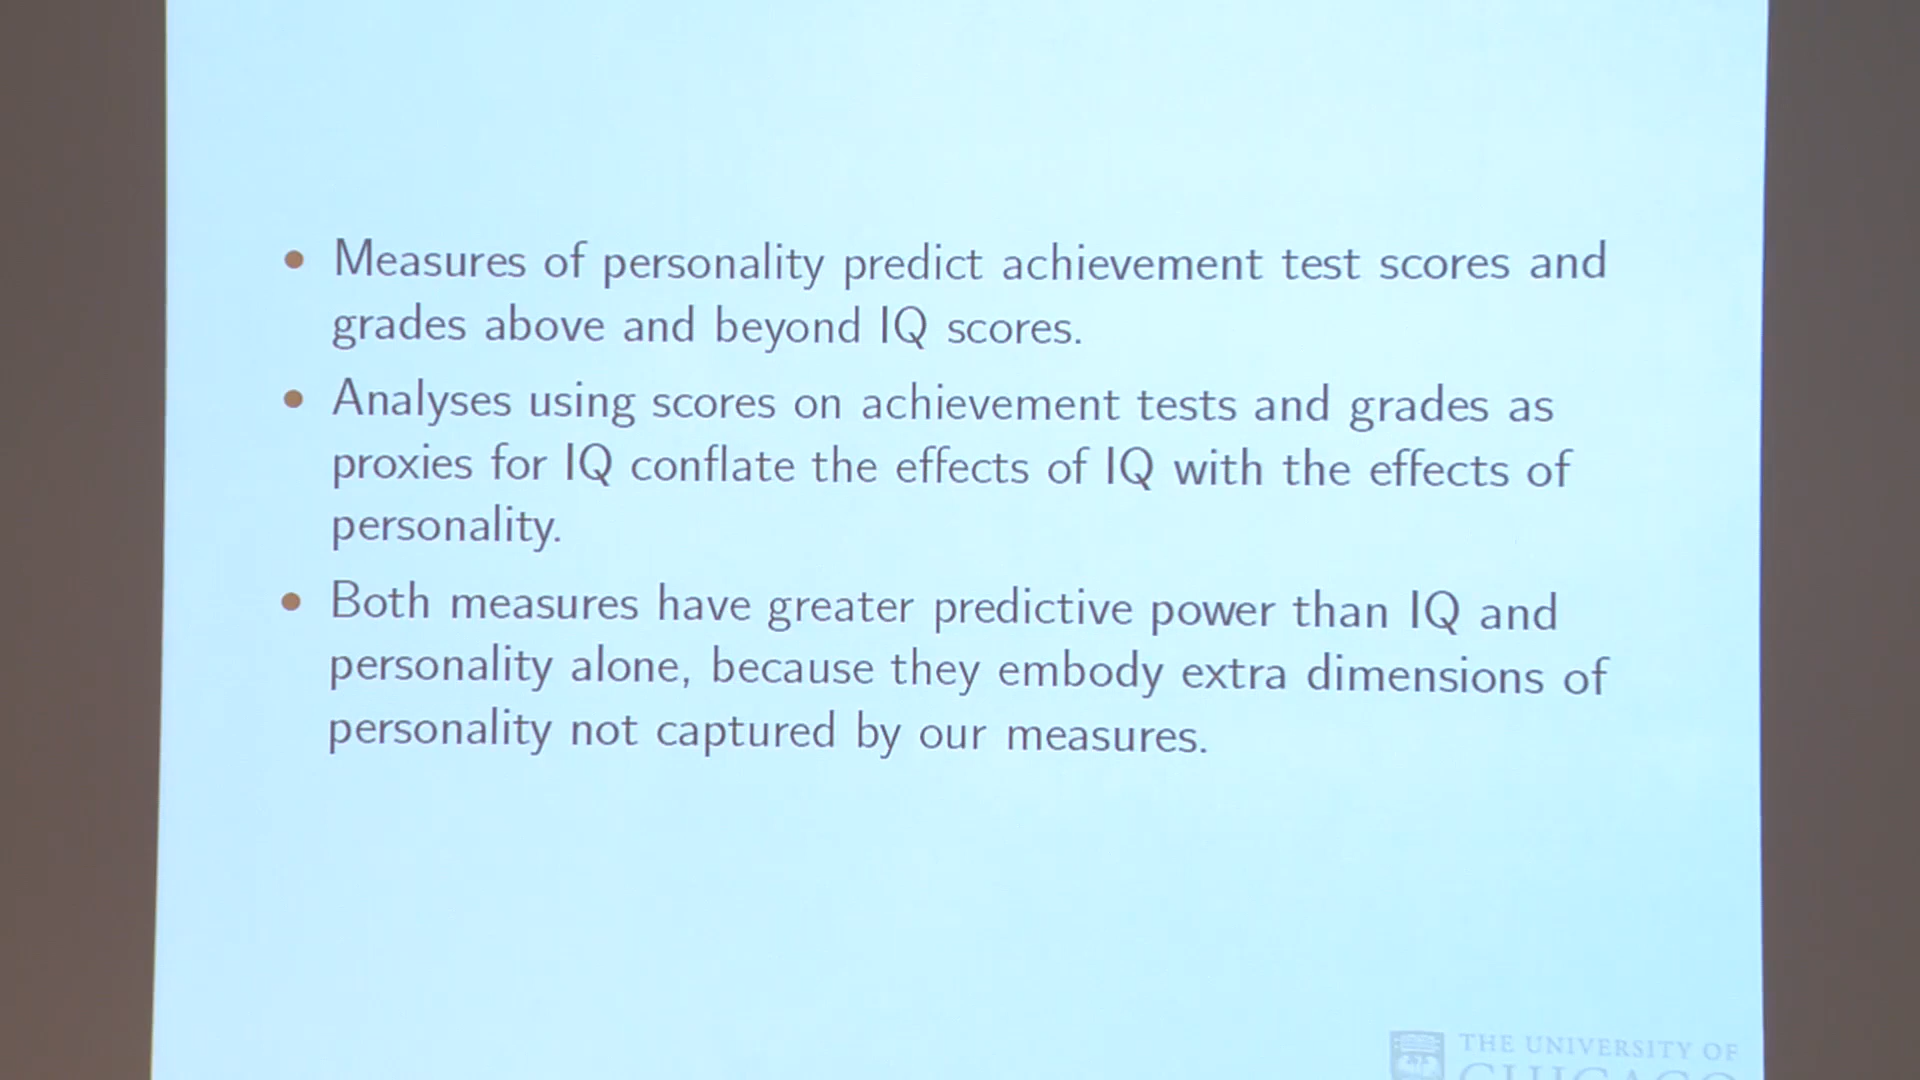 • Measures of personality predict achievement test scores and
grades above and beyond IQ scores.
• Analyses using scores on achievement tests and grades as
proxies for IQ conflate the effects of IQ with the effects of
personality.
• Both measures have greater predictive power than IQ and
personality alone, because they embody extra dimensions of
personality not captured by our measures.
THE UNIVERSITY OF
CHICAGO